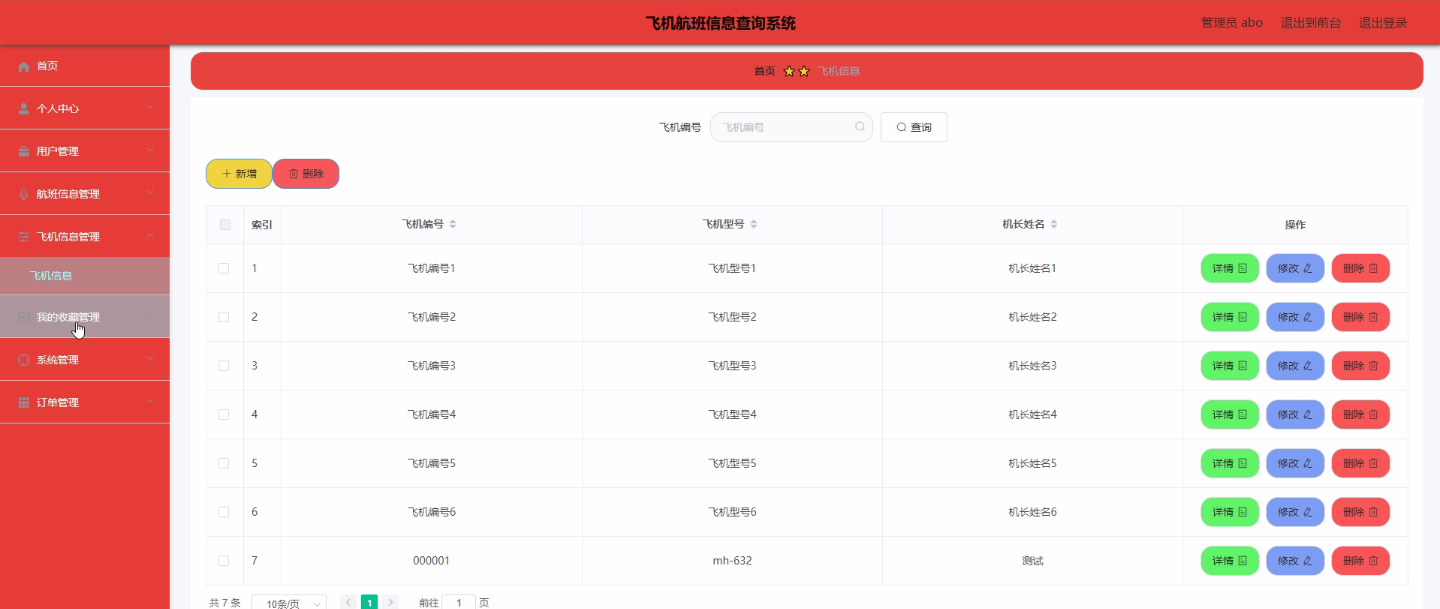 飞机航班信息查询系统
管理员 abo 退出到前台 退出登录
首页
个人中心
用户管理
航班信息管理
飞机信息管理
飞机信息
我的收藏管理
系统管理
订单管理
首页 飞机信息
飞机编号 飞机编号 查询
新增 删除
索引 飞机编号 飞机型号 机长姓名 操作
1 飞机编号1 飞机型号1 机长姓名1 详情 修改 删除
2 飞机编号2 飞机型号2 机长姓名2 详情 修改 删除
3 飞机编号3 飞机型号3 机长姓名3 详情 修改 删除
4 飞机编号4 飞机型号4 机长姓名4 详情 修改 删除
5 飞机编号5 飞机型号5 机长姓名5 详情 修改 删除
6 飞机编号6 飞机型号6 机长姓名6 详情 修改 删除
7 000001 mh-632 测试 详情 修改 删除
共 7 条 10条/页 1 前往 1 页